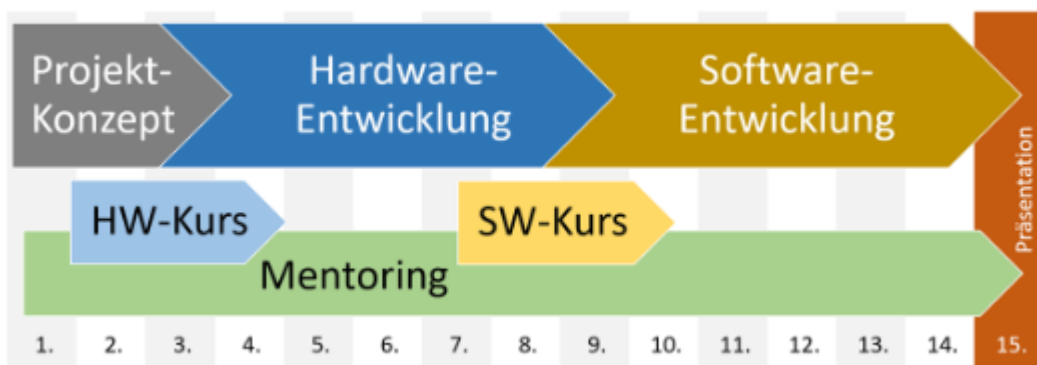 Projekt-
Konzept
Hardware-
Entwicklung
Software-
Entwicklung
Präsentation
HW-Kurs
SW-Kurs
Mentoring
1. 2. 3. 4. 5. 6. 7. 8. 9. 10. 11. 12. 13. 14. 15.